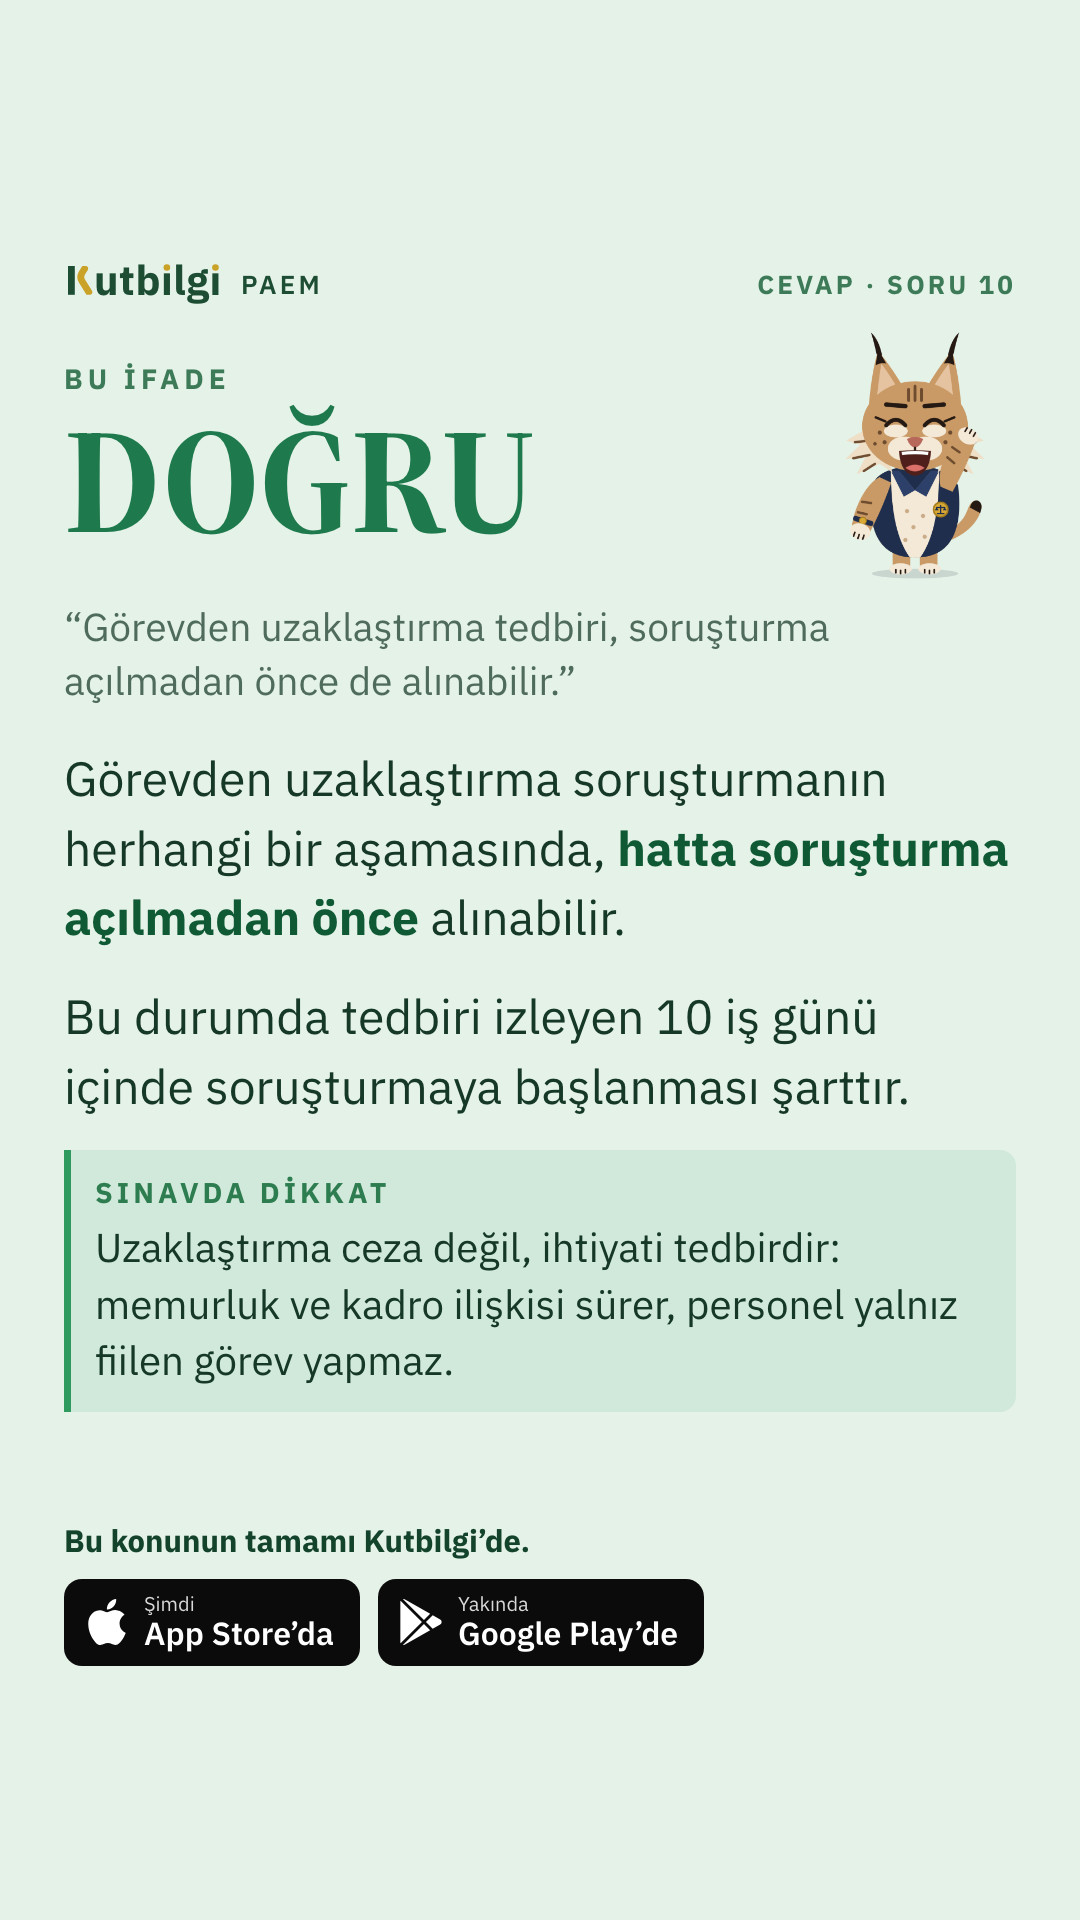 Kutbilgi PAEM
CEVAP · SORU 10
BU İFADE
DOĞRU
“Görevden uzaklaştırma tedbiri, soruşturma
açılmadan önce de alınabilir.”
Görevden uzaklaştırma soruşturmanın
herhangi bir aşamasında, hatta soruşturma
açılmadan önce alınabilir.
Bu durumda tedbiri izleyen 10 iş günü
içinde soruşturmaya başlanması şarttır.
SINAVDA DİKKAT
Uzaklaştırma ceza değil, ihtiyati tedbirdir:
memurluk ve kadro ilişkisi sürer, personel yalnız
fiilen görev yapmaz.
Bu konunun tamamı Kutbilgi’de.
Şimdi
App Store’da
Yakında
Google Play’de